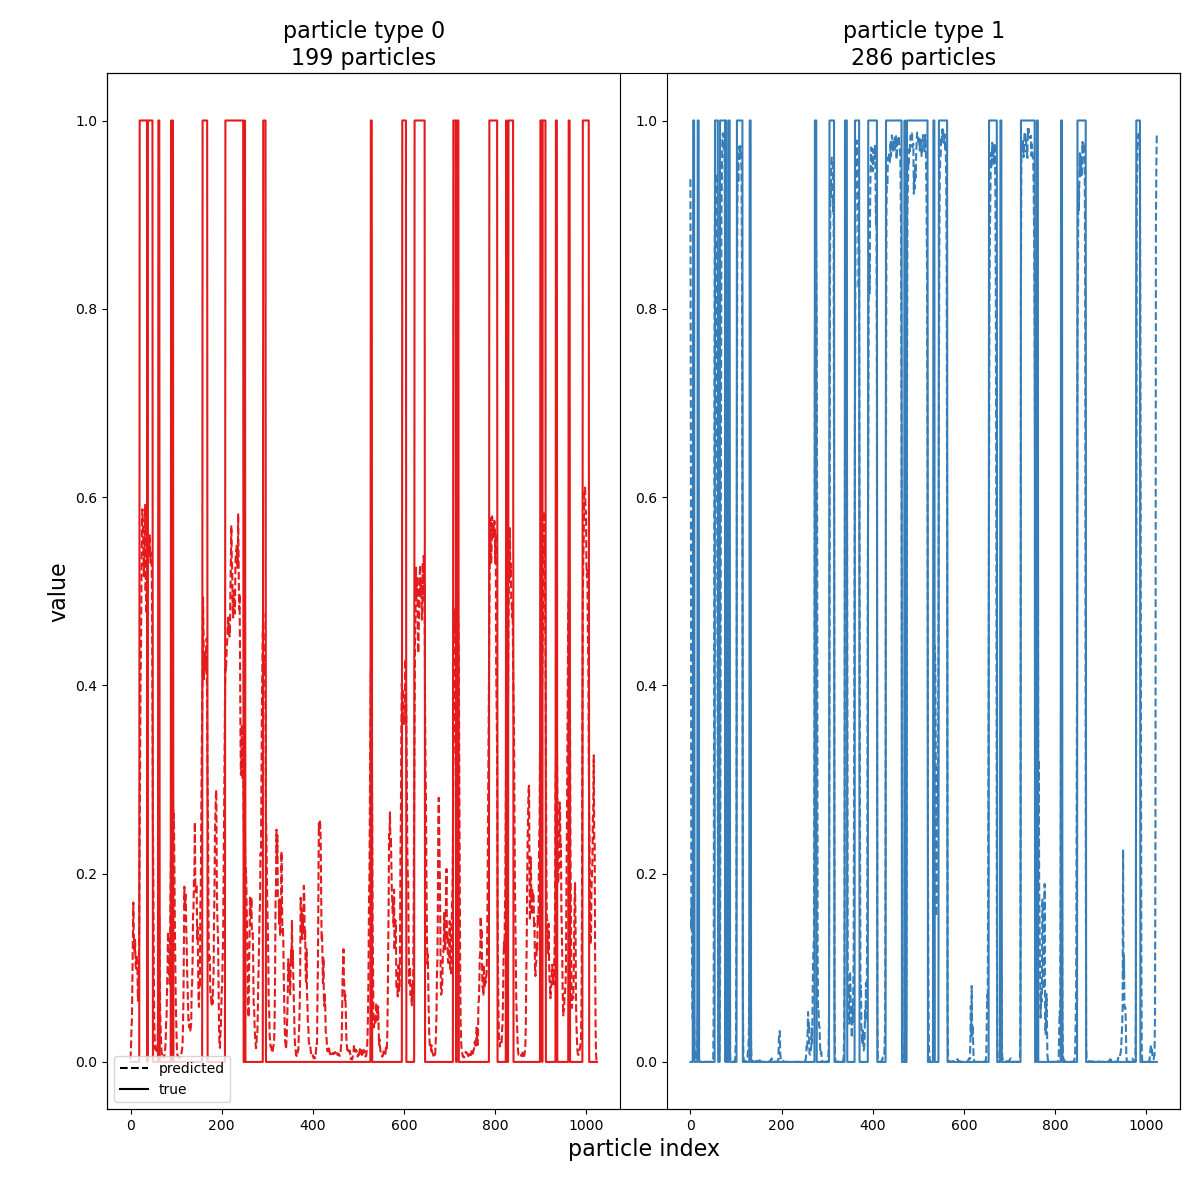 particle type 0
199 particles
particle type 1
286 particles
value
1.0
0.8
0.6
0.4
0.2
0.0
1.0
0.8
0.6
0.4
0.2
0.0
predicted
true
0 200 400 600 800 1000
0 200 400 600 800 1000
particle index